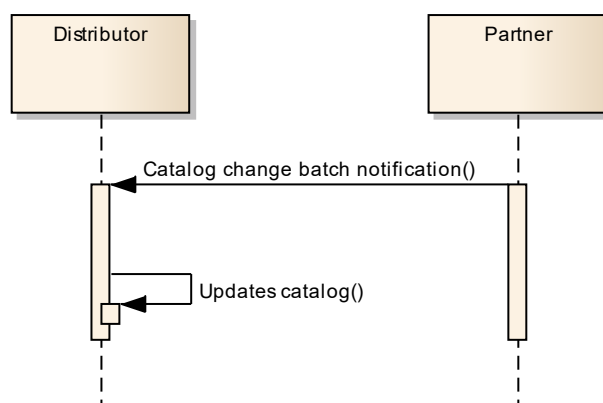 Distributor
Partner
Catalog change batch notification()
Updates catalog()